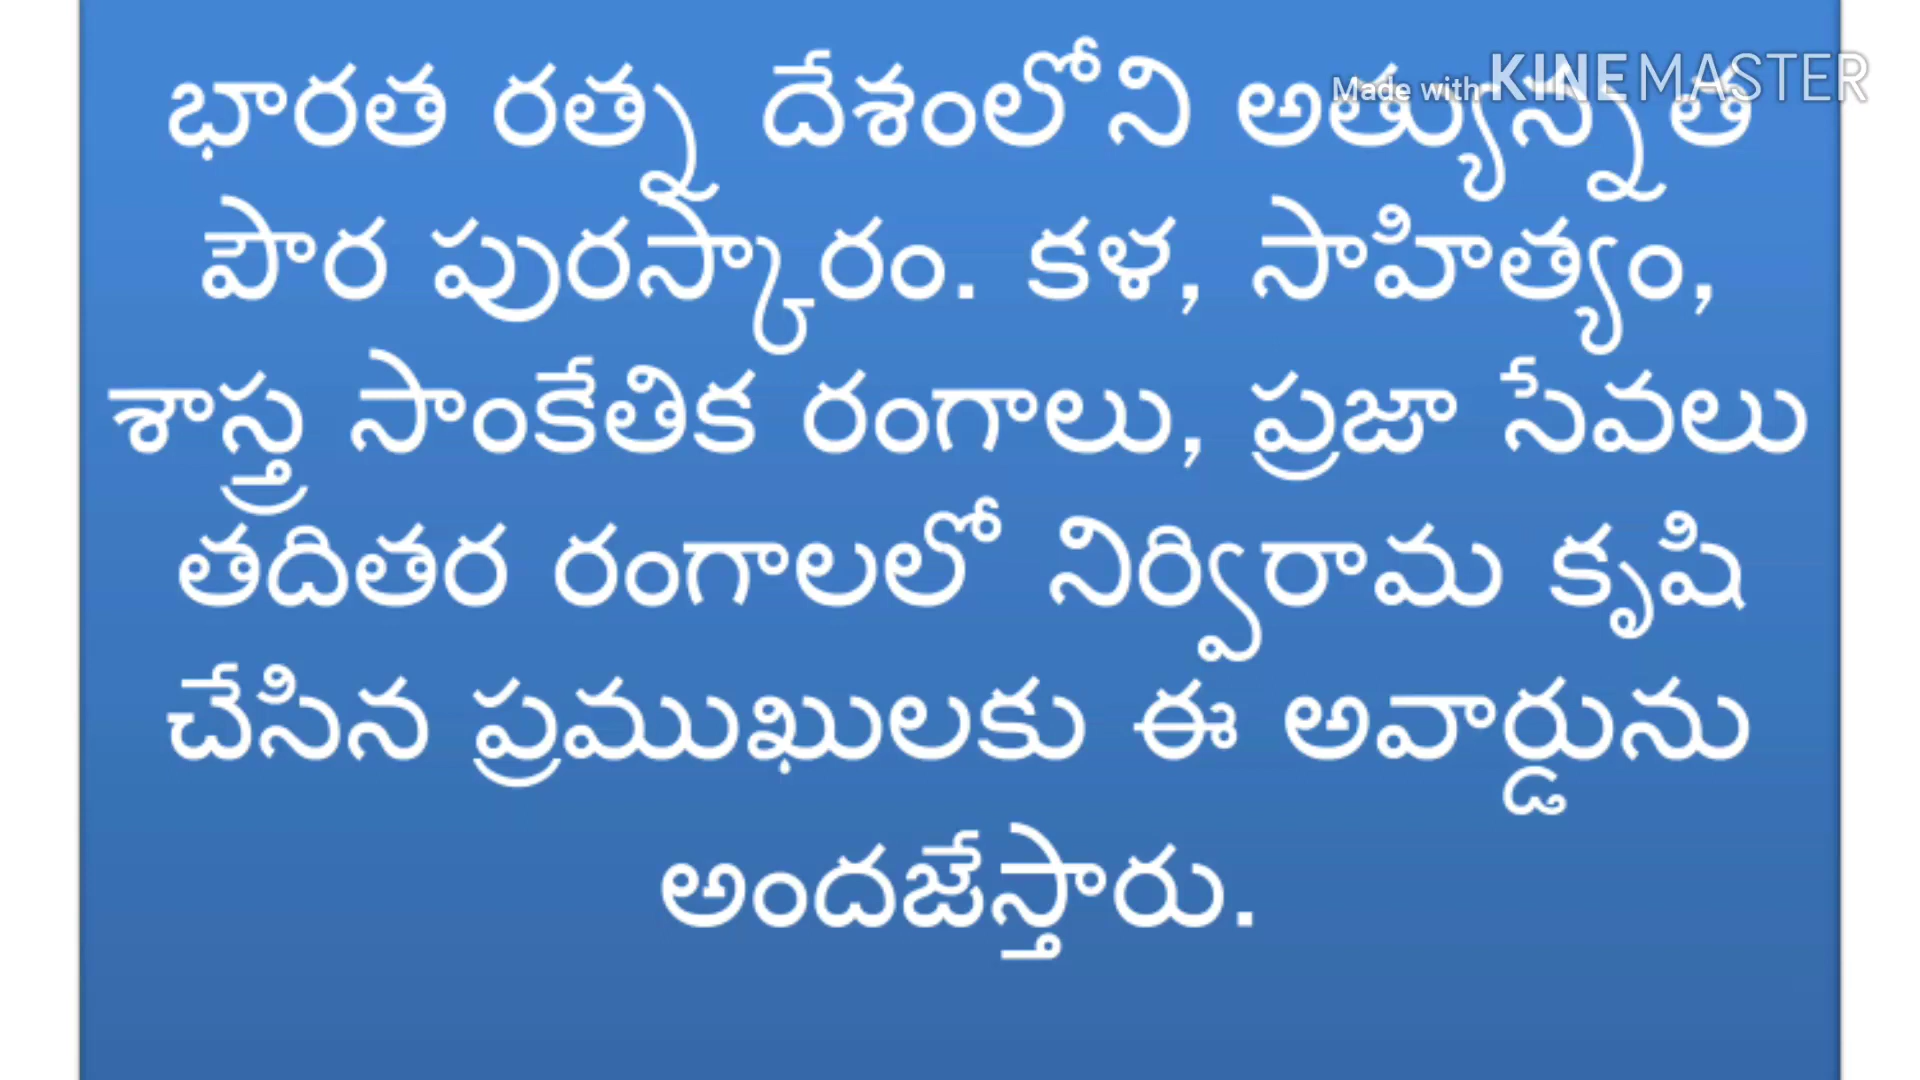 Made with KINEMASTER
భారత రత్న దేశంలోని అత్యున్నత
పౌర పురస్కారం. కళ, సాహిత్యం,
శాస్త్ర సాంకేతిక రంగాలు, ప్రజా సేవలు
తదితర రంగాలలో నిర్విరామ కృషి
చేసిన ప్రముఖులకు ఈ అవార్డును
అందజేస్తారు.